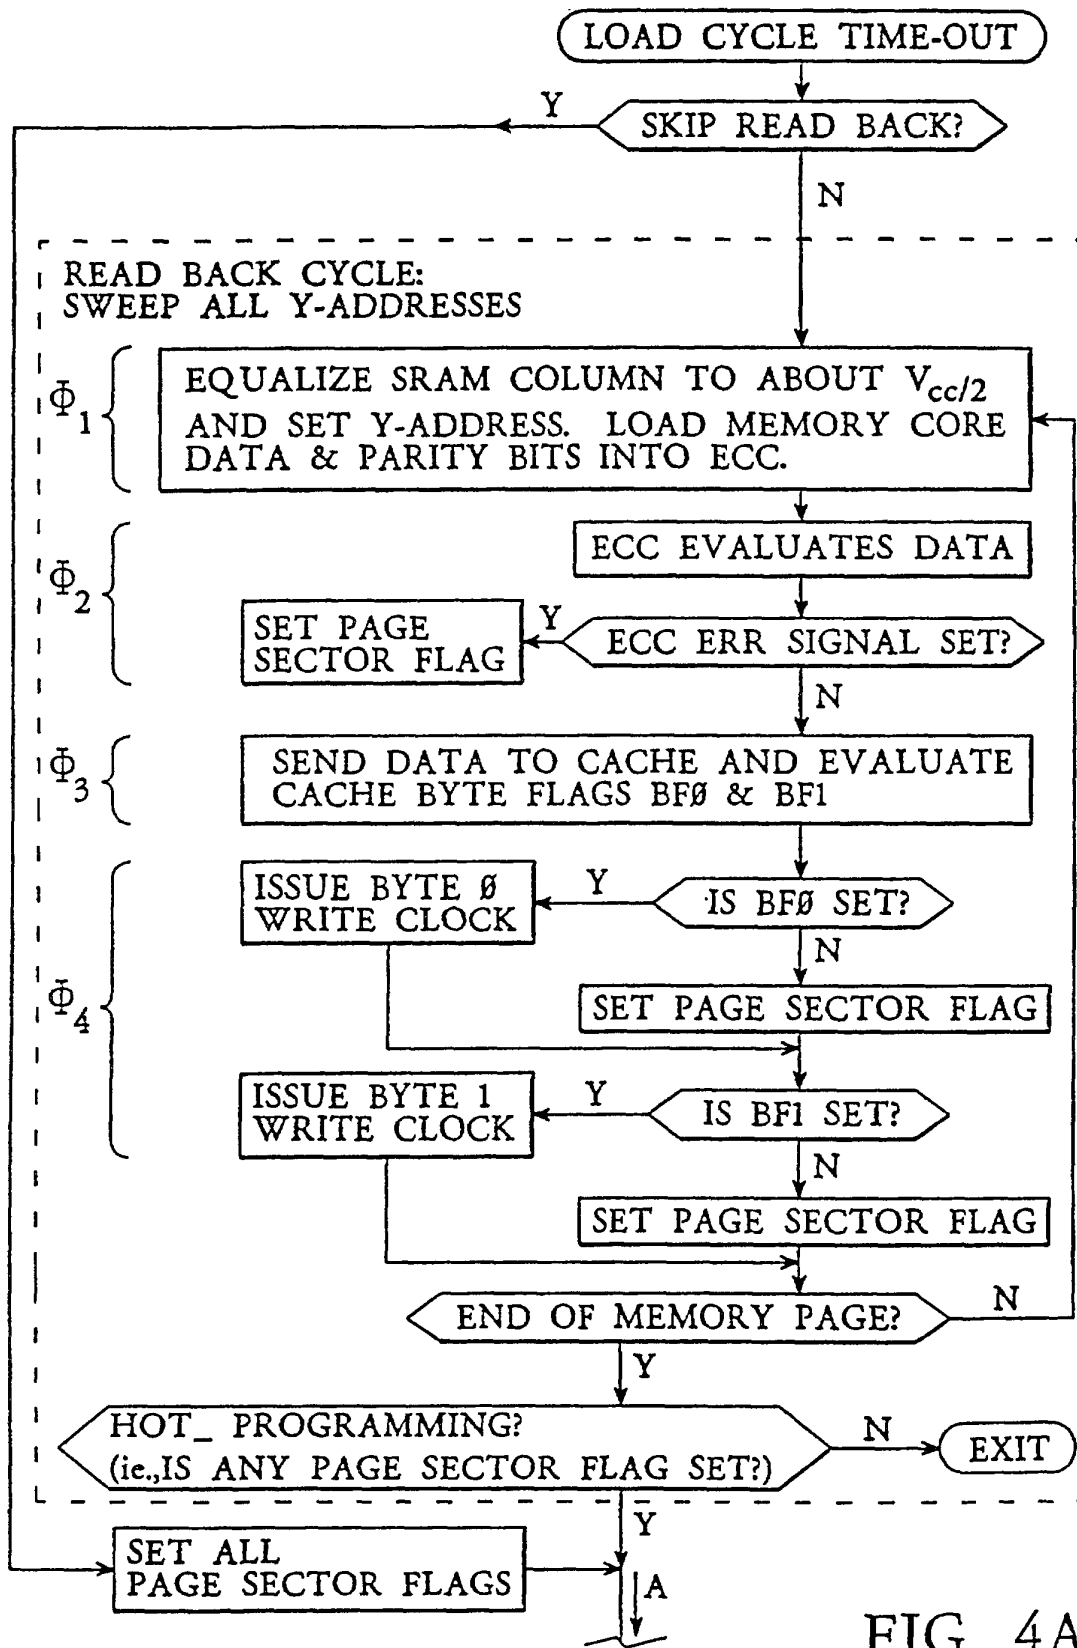 LOAD CYCLE TIME-OUT
SKIP READ BACK?
Y
N
READ BACK CYCLE:
SWEEP ALL Y-ADDRESSES
Φ1
EQUALIZE SRAM COLUMN TO ABOUT Vcc/2
AND SET Y-ADDRESS. LOAD MEMORY CORE
DATA & PARITY BITS INTO ECC.
Φ2
ECC EVALUATES DATA
ECC ERR SIGNAL SET?
Y
SET PAGE
SECTOR FLAG
N
Φ3
SEND DATA TO CACHE AND EVALUATE
CACHE BYTE FLAGS BFØ & BF1
Φ4
IS BFØ SET?
Y
ISSUE BYTE Ø
WRITE CLOCK
N
SET PAGE SECTOR FLAG
IS BF1 SET?
Y
ISSUE BYTE 1
WRITE CLOCK
N
SET PAGE SECTOR FLAG
END OF MEMORY PAGE?
N
Y
HOT_ PROGRAMMING?
(ie.,IS ANY PAGE SECTOR FLAG SET?)
N
EXIT
Y
SET ALL
PAGE SECTOR FLAGS
A
FIG. 4A